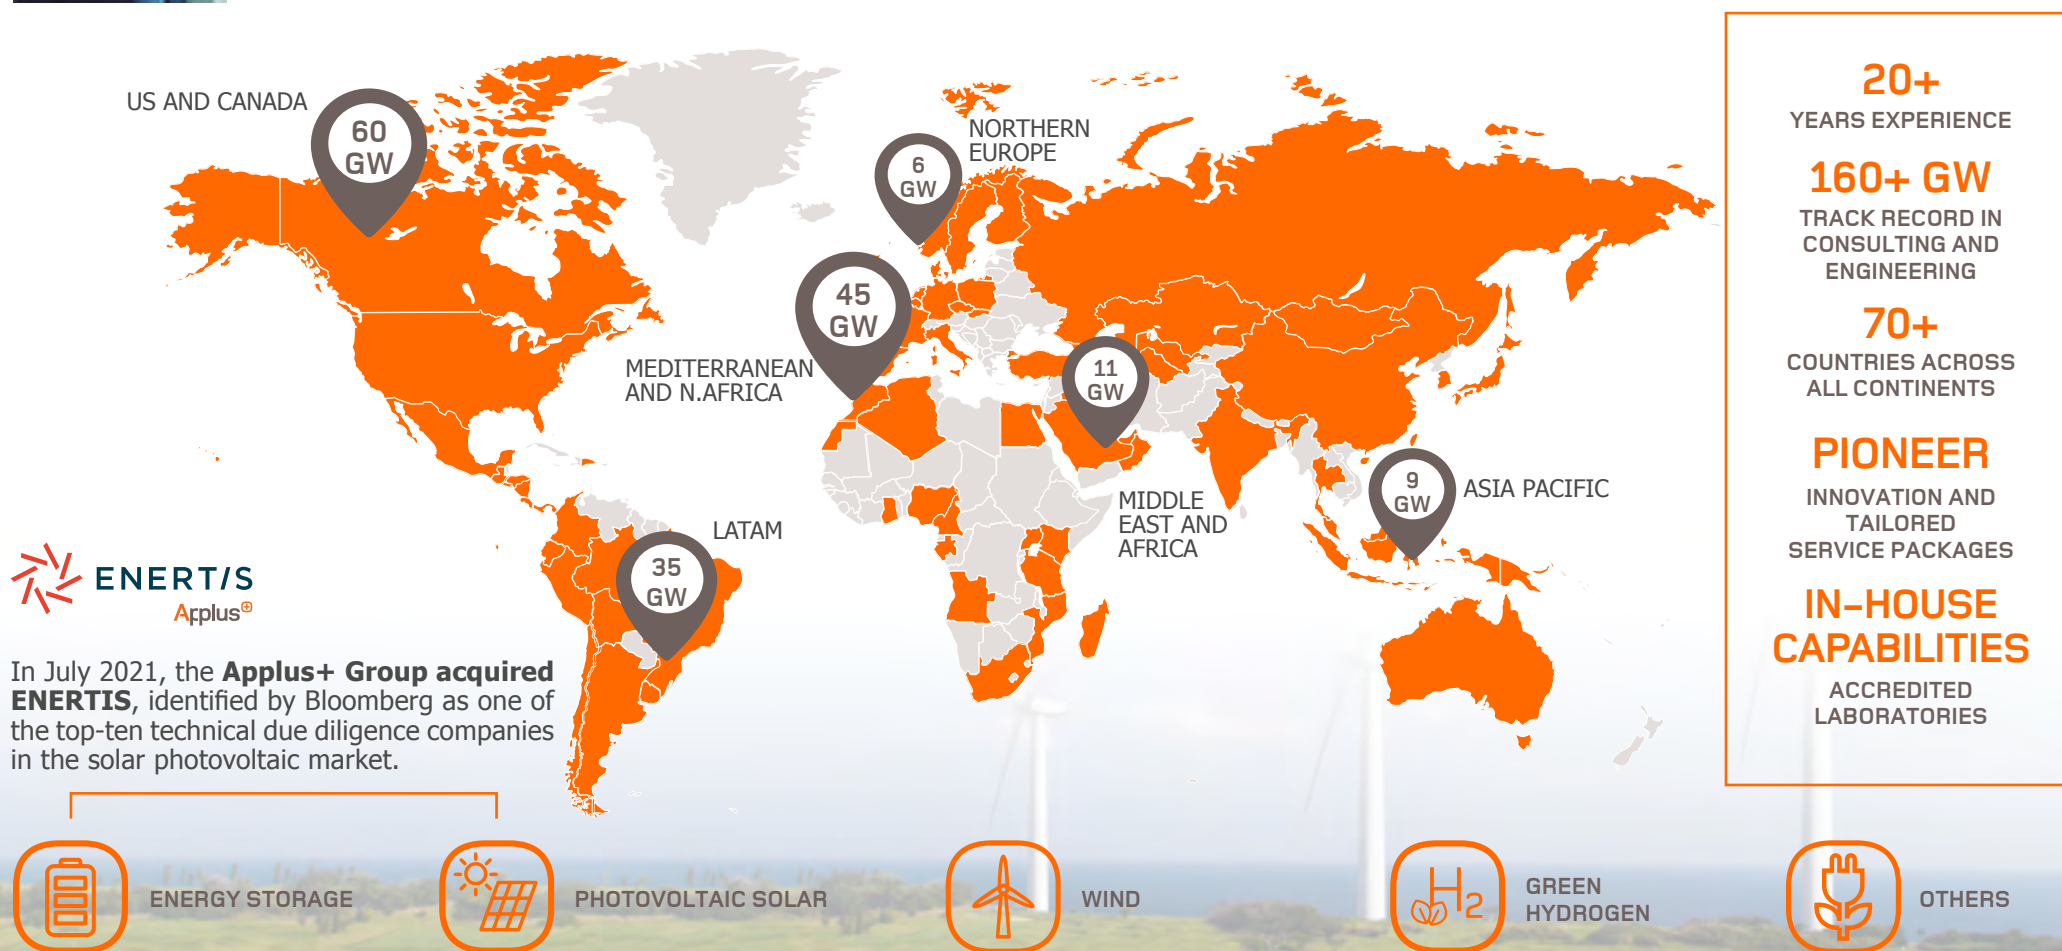 US AND CANADA
60
GW
6
GW
NORTHERN
EUROPE
45
GW
MEDITERRANEAN
AND N.AFRICA
11
GW
MIDDLE
EAST AND
AFRICA
9
GW
ASIA PACIFIC
LATAM
35
GW
20+
YEARS EXPERIENCE
160+ GW
TRACK RECORD IN
CONSULTING AND
ENGINEERING
70+
COUNTRIES ACROSS
ALL CONTINENTS
PIONEER
INNOVATION AND
TAILORED
SERVICE PACKAGES
IN-HOUSE
CAPABILITIES
ACCREDITED
LABORATORIES
ENERTIS
Applus+
In July 2021, the Applus+ Group acquired
ENERTIS, identified by Bloomberg as one of
the top-ten technical due diligence companies
in the solar photovoltaic market.
ENERGY STORAGE
PHOTOVOLTAIC SOLAR
WIND
H2
GREEN
HYDROGEN
OTHERS